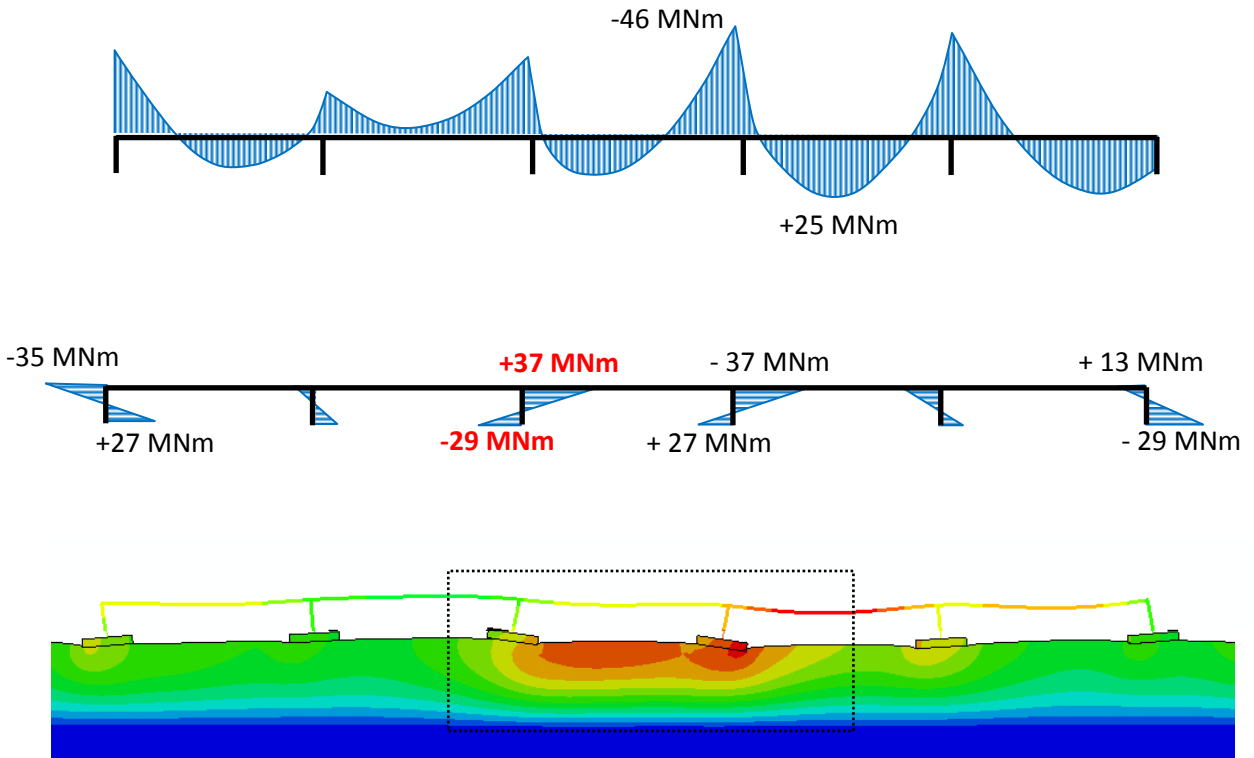 -46 MNm
+25 MNm
-35 MNm
+37 MNm
- 37 MNm
+ 13 MNm
+27 MNm
-29 MNm
+ 27 MNm
- 29 MNm